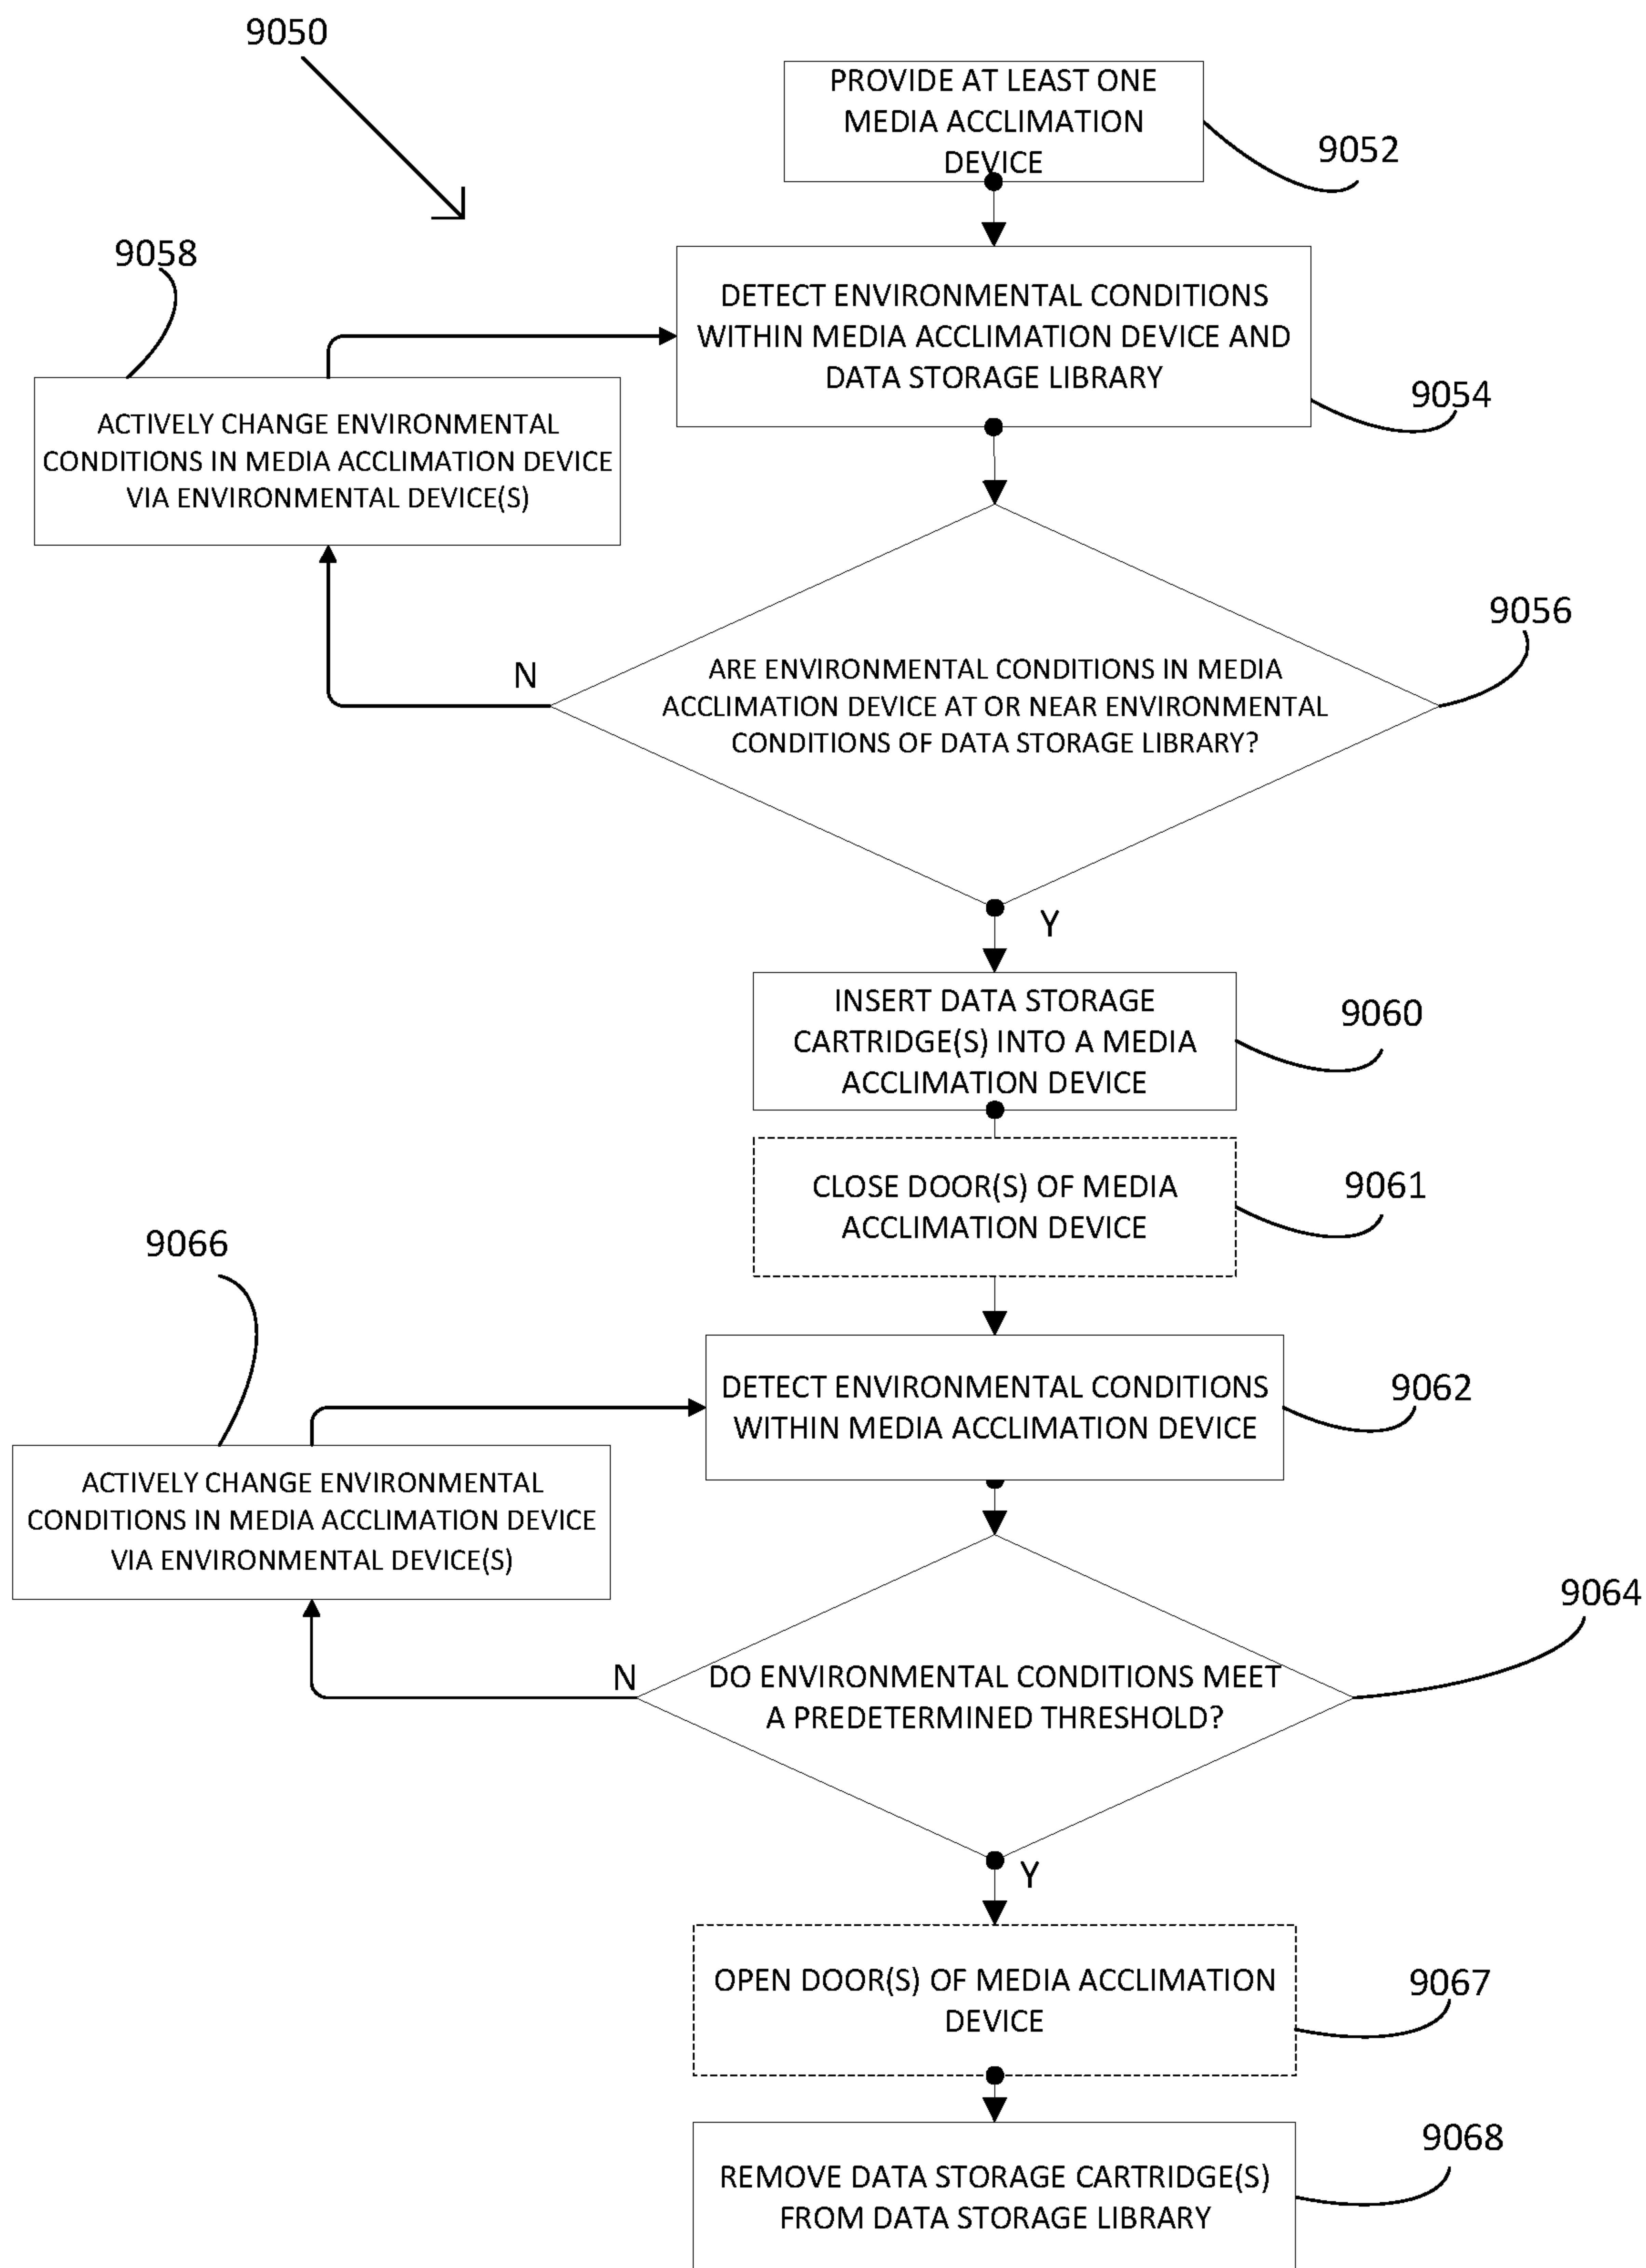 9050
PROVIDE AT LEAST ONE
MEDIA ACCLIMATION
DEVICE
9052
9058
DETECT ENVIRONMENTAL CONDITIONS
WITHIN MEDIA ACCLIMATION DEVICE AND
DATA STORAGE LIBRARY
9054
ACTIVELY CHANGE ENVIRONMENTAL
CONDITIONS IN MEDIA ACCLIMATION DEVICE
VIA ENVIRONMENTAL DEVICE(S)
9056
N
ARE ENVIRONMENTAL CONDITIONS IN MEDIA
ACCLIMATION DEVICE AT OR NEAR ENVIRONMENTAL
CONDITIONS OF DATA STORAGE LIBRARY?
Y
INSERT DATA STORAGE
CARTRIDGE(S) INTO A MEDIA
ACCLIMATION DEVICE
9060
CLOSE DOOR(S) OF MEDIA
ACCLIMATION DEVICE
9061
9066
DETECT ENVIRONMENTAL CONDITIONS
WITHIN MEDIA ACCLIMATION DEVICE
9062
ACTIVELY CHANGE ENVIRONMENTAL
CONDITIONS IN MEDIA ACCLIMATION DEVICE
VIA ENVIRONMENTAL DEVICE(S)
9064
N
DO ENVIRONMENTAL CONDITIONS MEET
A PREDETERMINED THRESHOLD?
Y
OPEN DOOR(S) OF MEDIA ACCLIMATION
DEVICE
9067
REMOVE DATA STORAGE CARTRIDGE(S)
FROM DATA STORAGE LIBRARY
9068